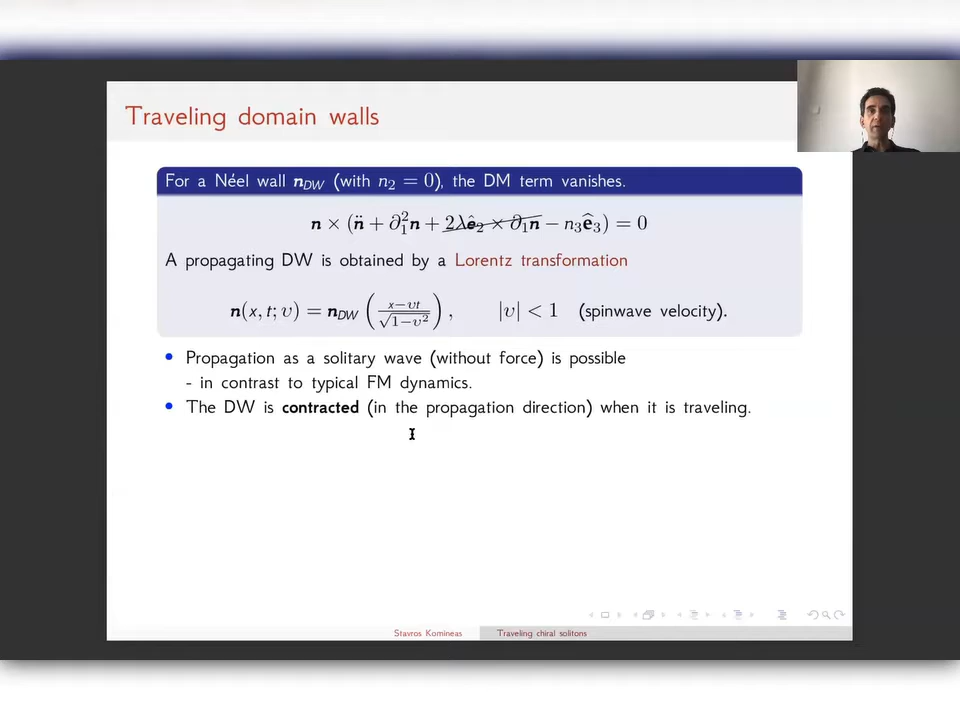 Traveling domain walls
For a Néel wall n_DW (with n₂ = 0), the DM term vanishes.
n × (n̈ + ∂₁²n + 2λê₂ × ∂₁n − n₃ê₃) = 0
A propagating DW is obtained by a Lorentz transformation
n(x, t; υ) = n_DW ( (x−υt) / √(1−υ²) ), |υ| < 1 (spinwave velocity).
• Propagation as a solitary wave (without force) is possible
- in contrast to typical FM dynamics.
• The DW is contracted (in the propagation direction) when it is traveling.
Stavros Komineas Traveling chiral solitons